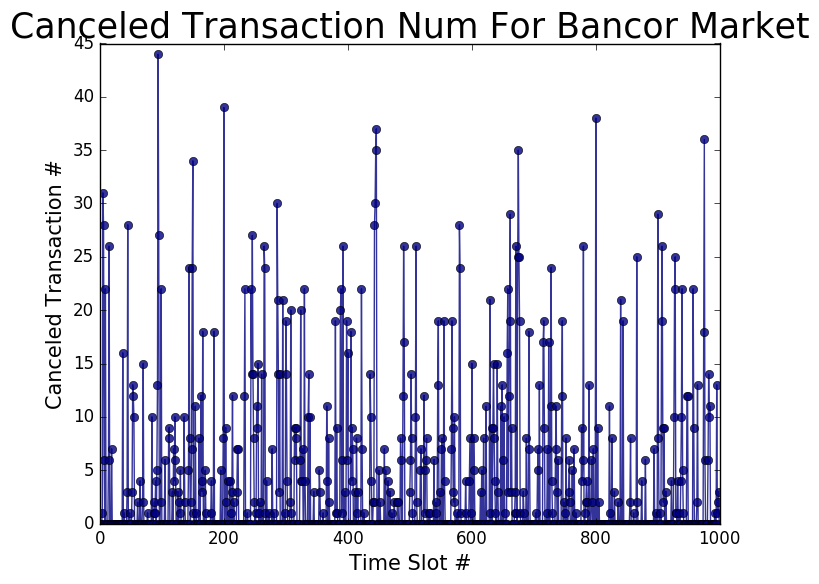 Canceled Transaction Num For Bancor Market
45
40
35
30
25
20
15
10
5
0
Canceled Transaction #
0 200 400 600 800 1000
Time Slot #